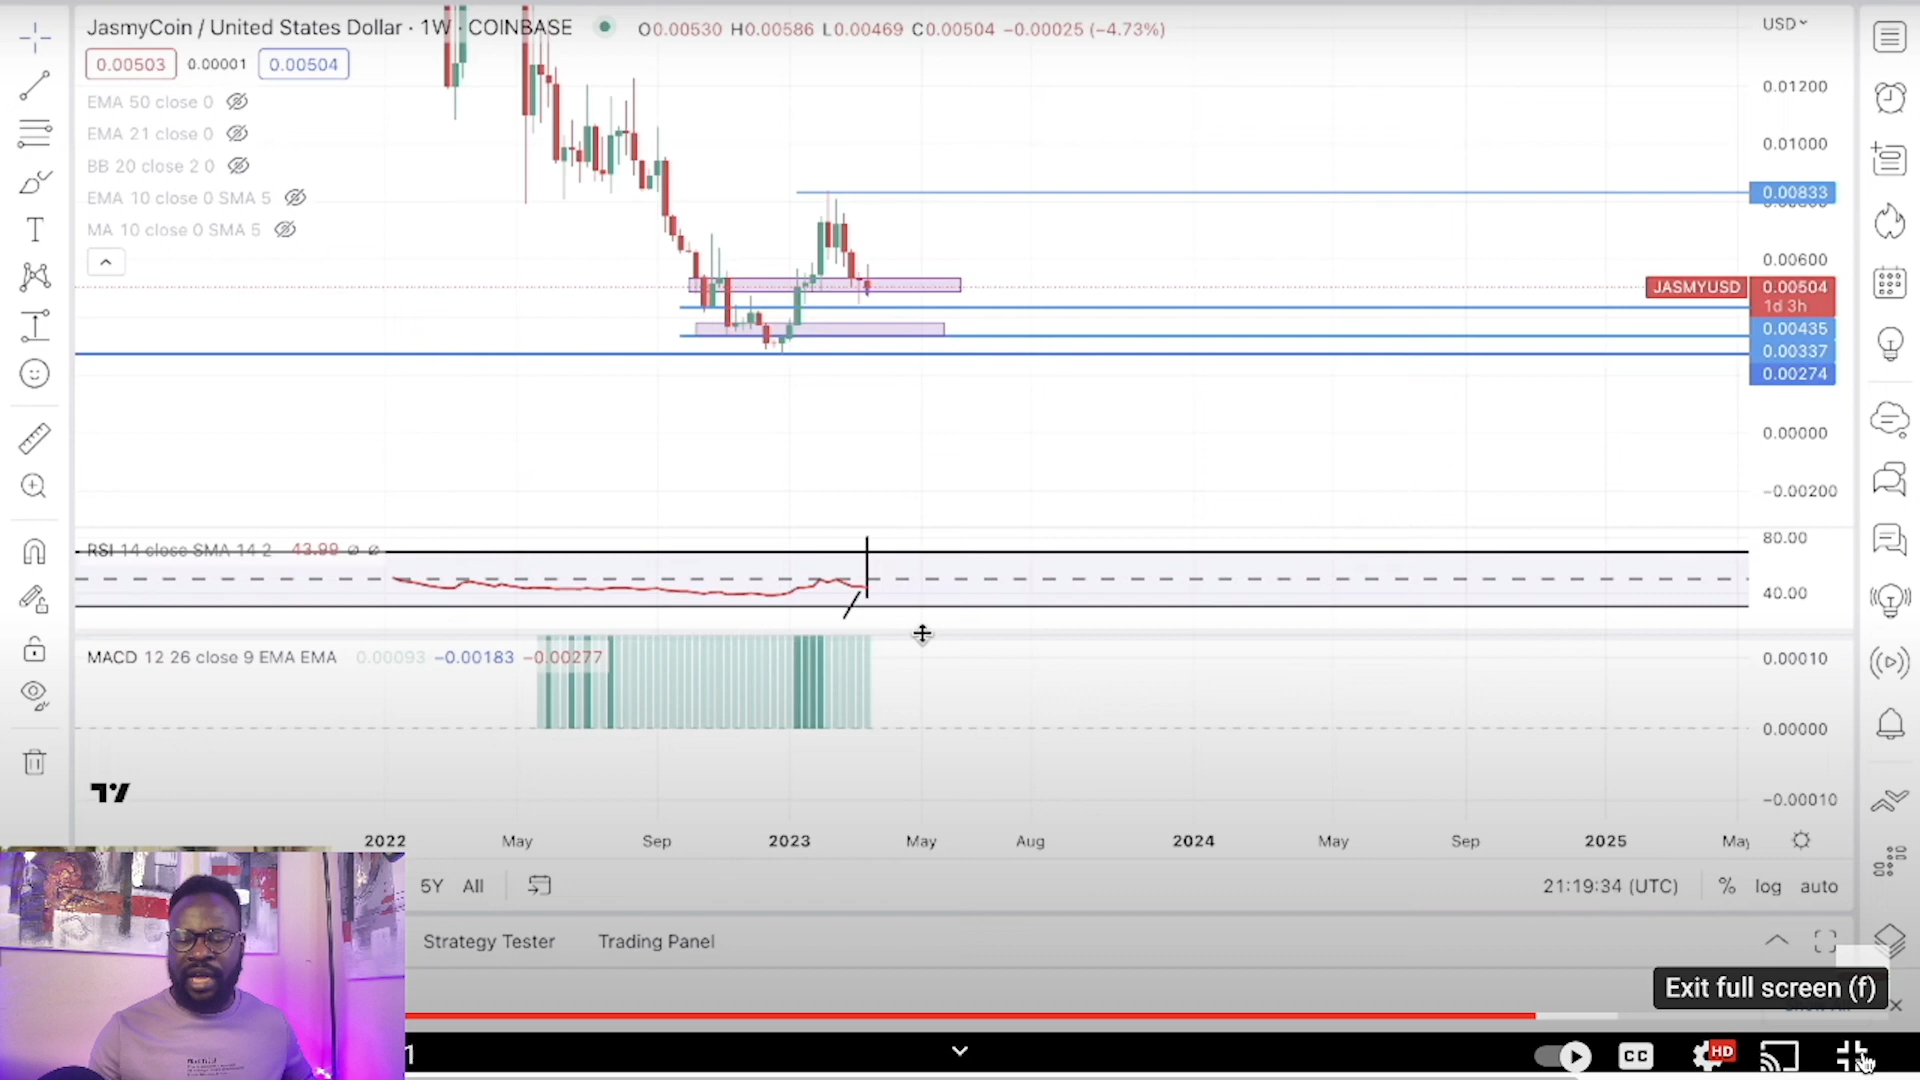 JasmyCoin / United States Dollar · 1W · COINBASE
O0.00530 H0.00586 L0.00469 C0.00504 −0.00025 (−4.73%)
USD
0.00503 0.00001 0.00504
EMA 50 close 0
EMA 21 close 0
BB 20 close 2 0
EMA 10 close 0 SMA 5
MA 10 close 0 SMA 5
0.01200
0.01000
0.00833
0.00600
JASMYUSD 0.00504
1d 3h
0.00435
0.00337
0.00274
0.00000
−0.00200
RSI 14 close SMA 14 2 43.99 ∅ ∅
80.00
40.00
MACD 12 26 close 9 EMA EMA 0.00093 −0.00183 −0.00277
0.00010
0.00000
−0.00010
2022 May Sep 2023 May Aug 2024 May Sep 2025 May
5Y All
21:19:34 (UTC) % log auto
Strategy Tester Trading Panel
Exit full screen (f)
1
CC
HD